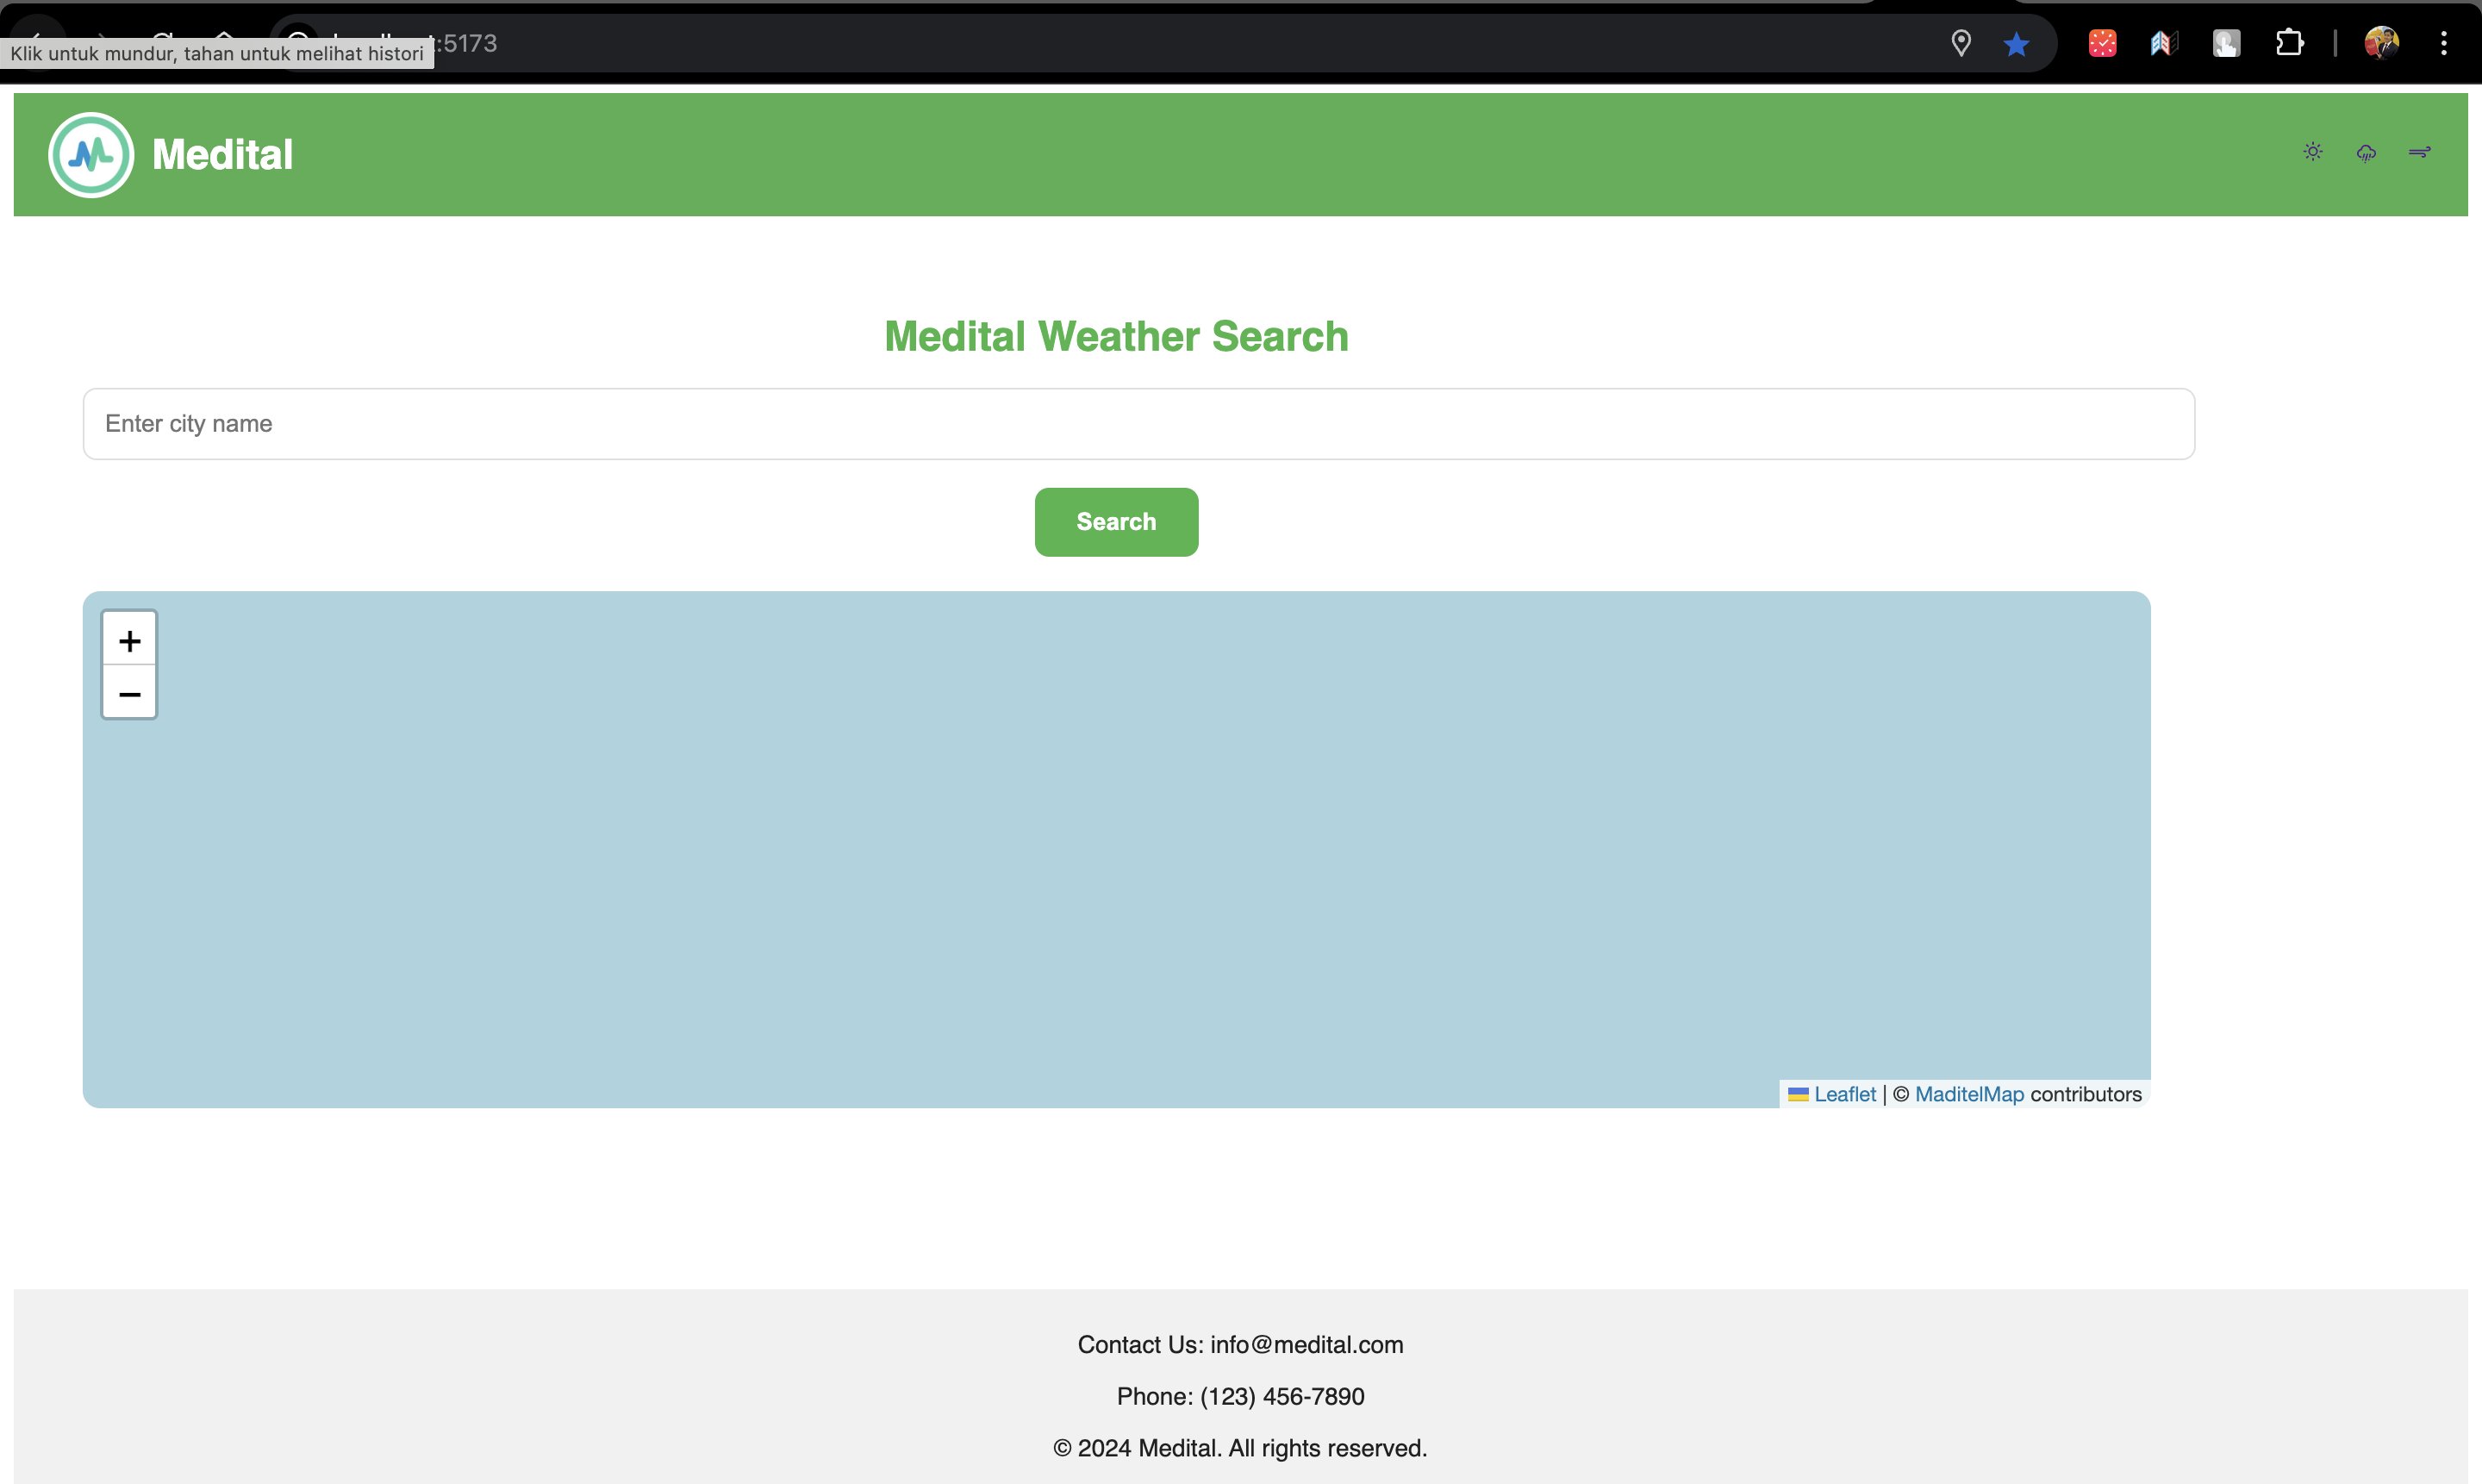 :5173
Klik untuk mundur, tahan untuk melihat histori
Medital
Medital Weather Search
Enter city name
Search
+
−
Leaflet | © MaditelMap contributors
Contact Us: info@medital.com
Phone: (123) 456-7890
© 2024 Medital. All rights reserved.